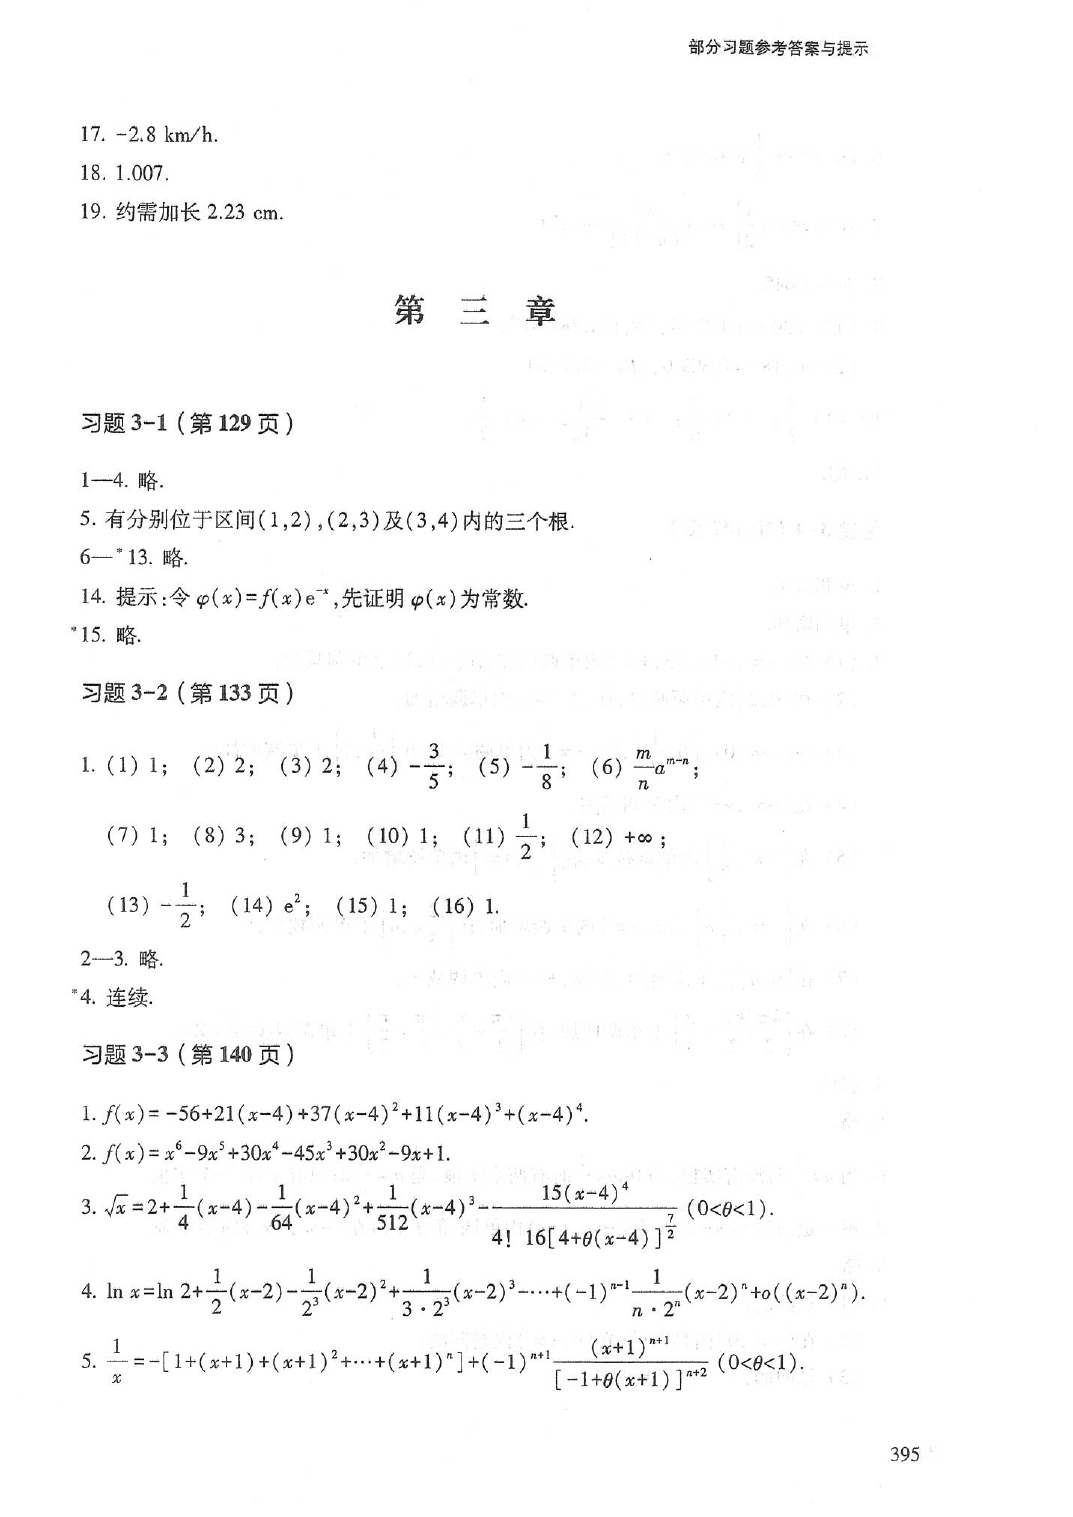 部分习题参考答案与提示
17. -2.8 km/h.
18. 1.007.
19. 约需加长 2.23 cm.
第 三 章
习题 3-1 (第 129 页)
1—4. 略.
5. 有分别位于区间(1,2),(2,3)及(3,4)内的三个根.
6—*13. 略.
14. 提示:令 φ(x)=f(x)e⁻ˣ,先证明 φ(x)为常数.
*15. 略.
习题 3-2 (第 133 页)
1. (1) 1; (2) 2; (3) 2; (4) -3/5; (5) -1/8; (6) m/n a^{m-n};
(7) 1; (8) 3; (9) 1; (10) 1; (11) 1/2; (12) +∞;
(13) -1/2; (14) e²; (15) 1; (16) 1.
2—3. 略.
*4. 连续.
习题 3-3 (第 140 页)
1. f(x)= -56+21(x-4)+37(x-4)²+11(x-4)³+(x-4)⁴.
2. f(x)= x⁶-9x⁵+30x⁴-45x³+30x²-9x+1.
3. √x=2+1/4(x-4)-1/64(x-4)²+1/512(x-4)³-15(x-4)⁴/(4! 16[4+θ(x-4)]^{7/2}) (0<θ<1).
4. ln x=ln 2+1/2(x-2)-1/2³(x-2)²+1/(3·2³)(x-2)³-⋯+(-1)^{n-1} 1/(n·2ⁿ)(x-2)ⁿ+o((x-2)ⁿ).
5. 1/x=-[1+(x+1)+(x+1)²+⋯+(x+1)ⁿ]+(-1)^{n+1} (x+1)^{n+1}/[-1+θ(x+1)]^{n+2} (0<θ<1).
395